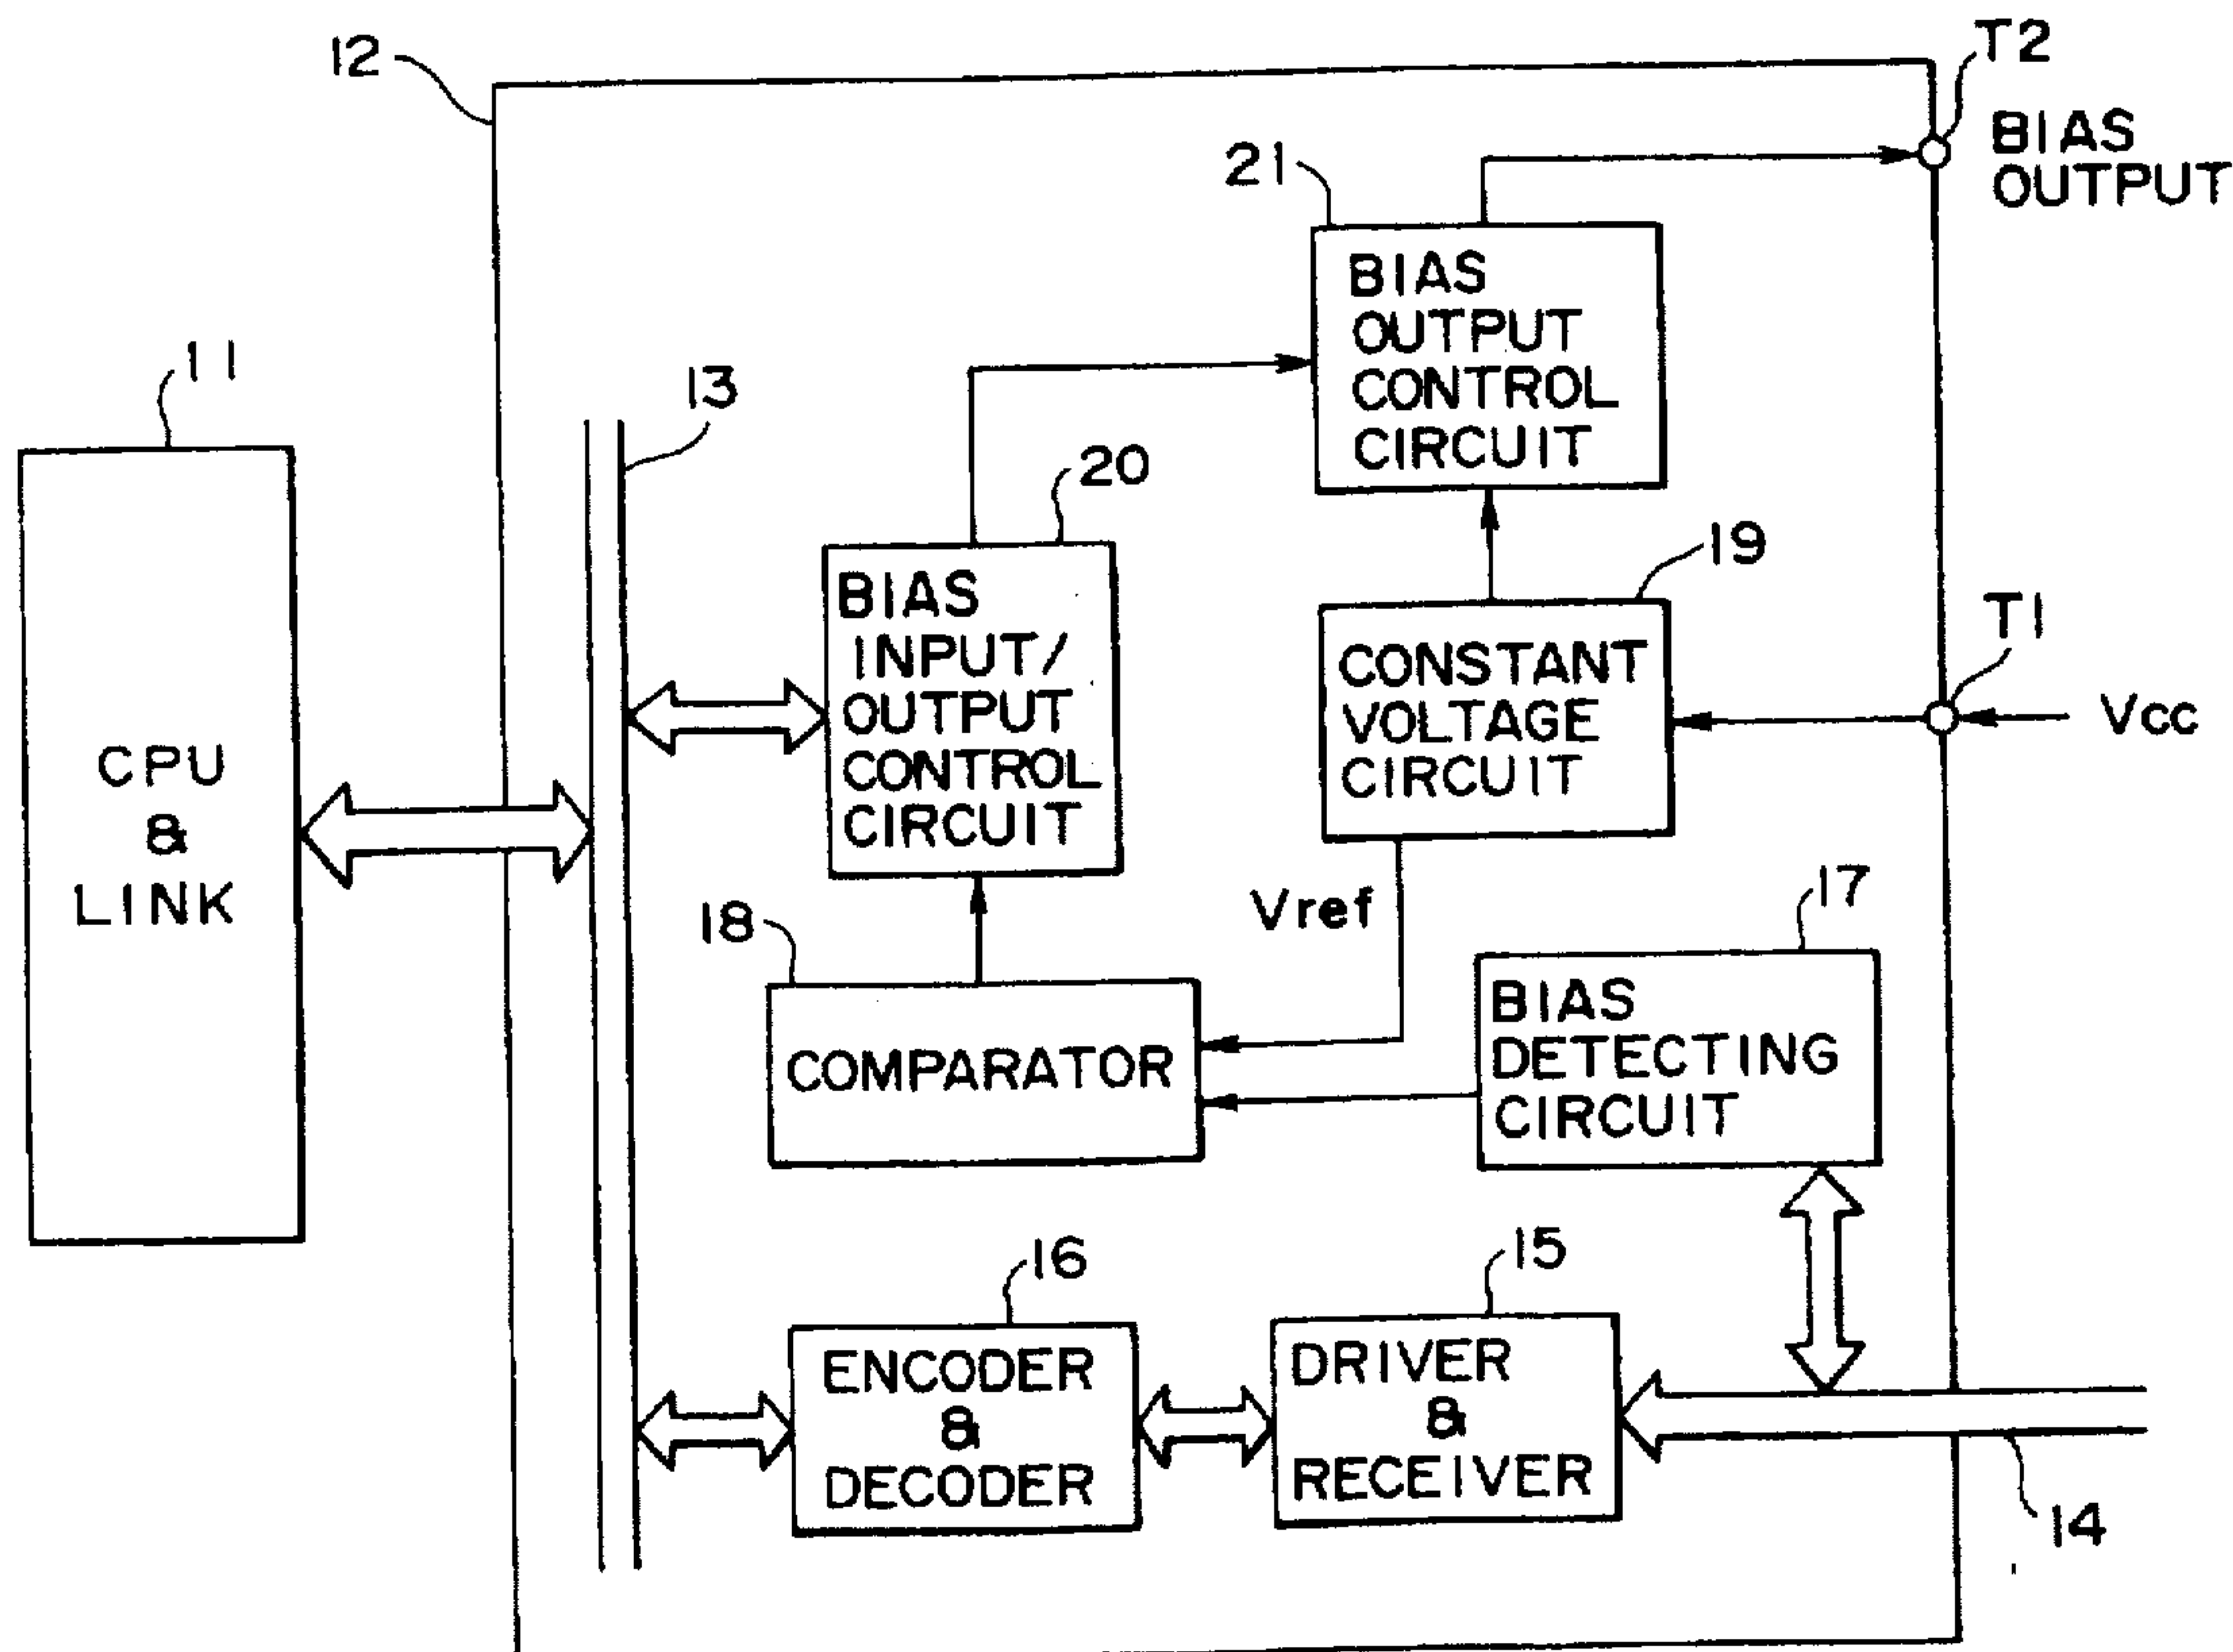 12
T2
BIAS
OUTPUT
21
BIAS
OUTPUT
CONTROL
CIRCUIT
11
13
20
19
T1
BIAS
INPUT/
OUTPUT
CONTROL
CIRCUIT
CONSTANT
VOLTAGE
CIRCUIT
Vcc
CPU
&
LINK
18
Vref
17
COMPARATOR
BIAS
DETECTING
CIRCUIT
16
15
ENCODER
&
DECODER
DRIVER
&
RECEIVER
14